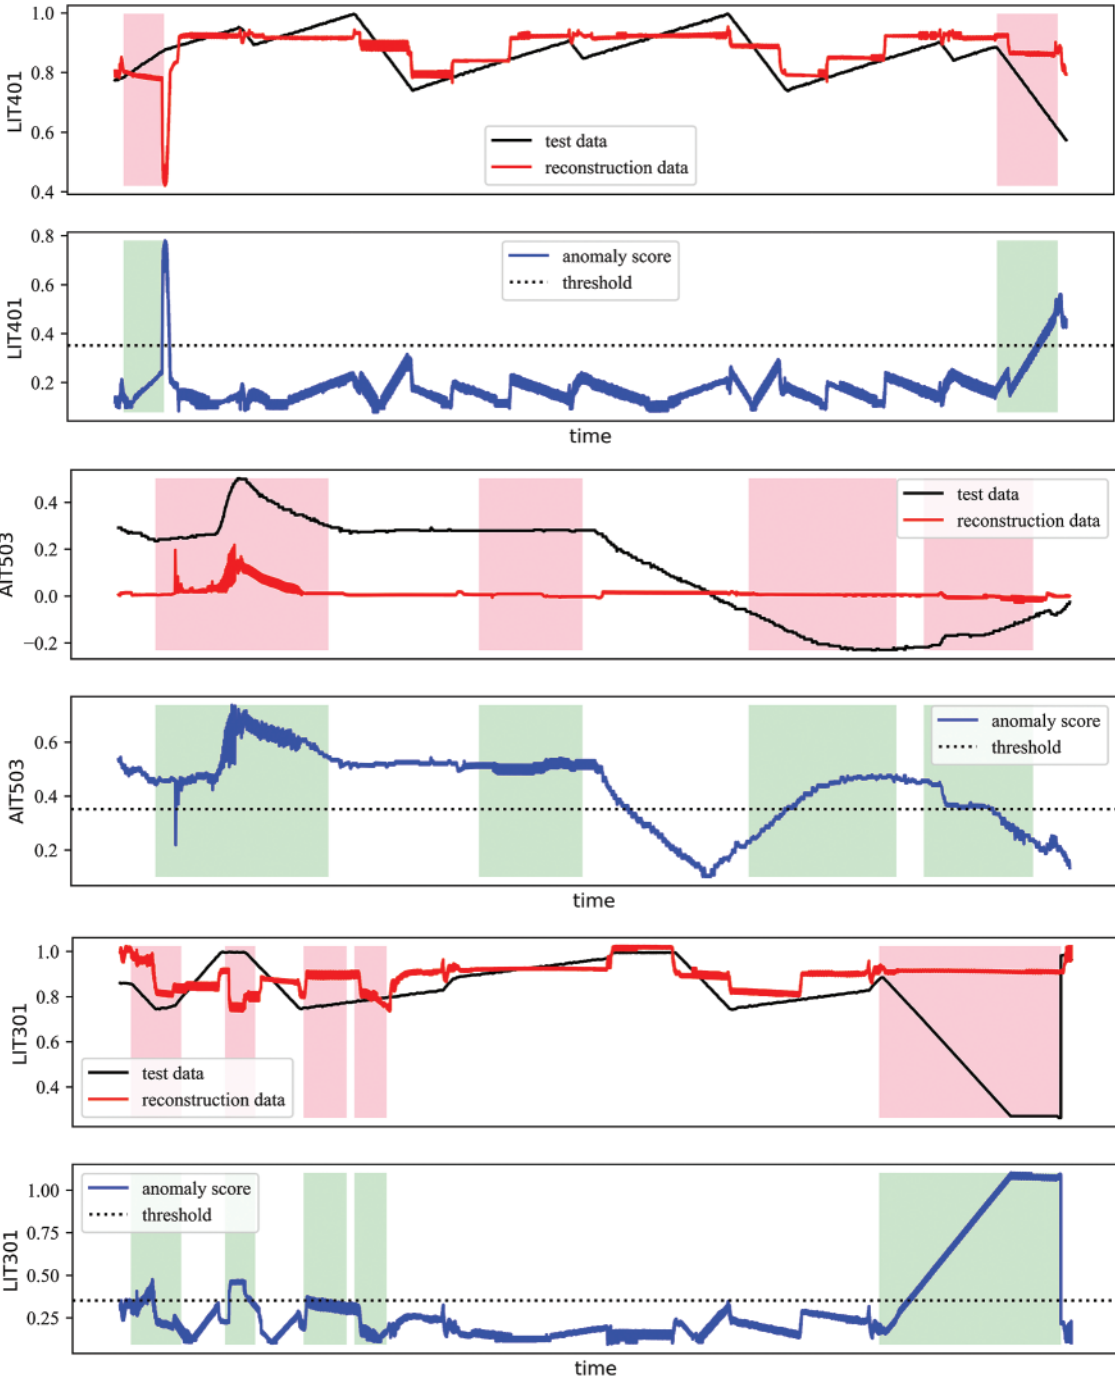 LIT401
1.0
0.8
0.6
0.4
test data
reconstruction data
LIT401
0.8
0.6
0.4
0.2
anomaly score
threshold
time
AIT503
0.4
0.2
0.0
−0.2
test data
reconstruction data
AIT503
0.6
0.4
0.2
anomaly score
threshold
time
LIT301
1.0
0.8
0.6
0.4
test data
reconstruction data
LIT301
1.00
0.75
0.50
0.25
anomaly score
threshold
time